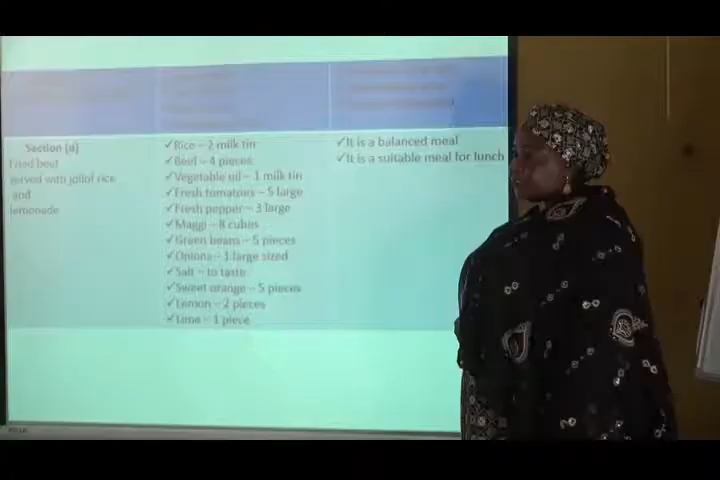 Section (a)
Fried beef
served with jollof rice
and
lemonade
✓Rice – 2 milk tin
✓Beef – 4 pieces
✓Vegetable oil – 1 milk tin
✓Fresh tomatoes – 5 large
✓Fresh pepper – 3 large
✓Maggi – 8 cubes
✓Green beans – 5 pieces
✓Onions – 1 large sized
✓Salt – to taste
✓Sweet orange – 5 pieces
✓Lemon – 2 pieces
✓Lime – 1 piece
✓It is a balanced meal
✓It is a suitable meal for lunch